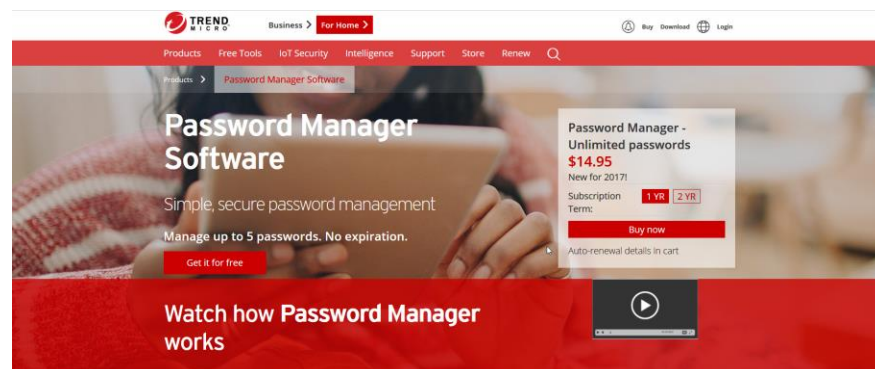 TREND
MICRO
Business > For Home >
Buy Download Login
Products Free Tools IoT Security Intelligence Support Store Renew
Products > Password Manager Software
Password Manager
Software
Simple, secure password management
Manage up to 5 passwords. No expiration.
Get it for free
Password Manager -
Unlimited passwords
$14.95
New for 2017!
Subscription
Term:
1 YR 2 YR
Buy now
Auto-renewal details in cart
Watch how Password Manager
works